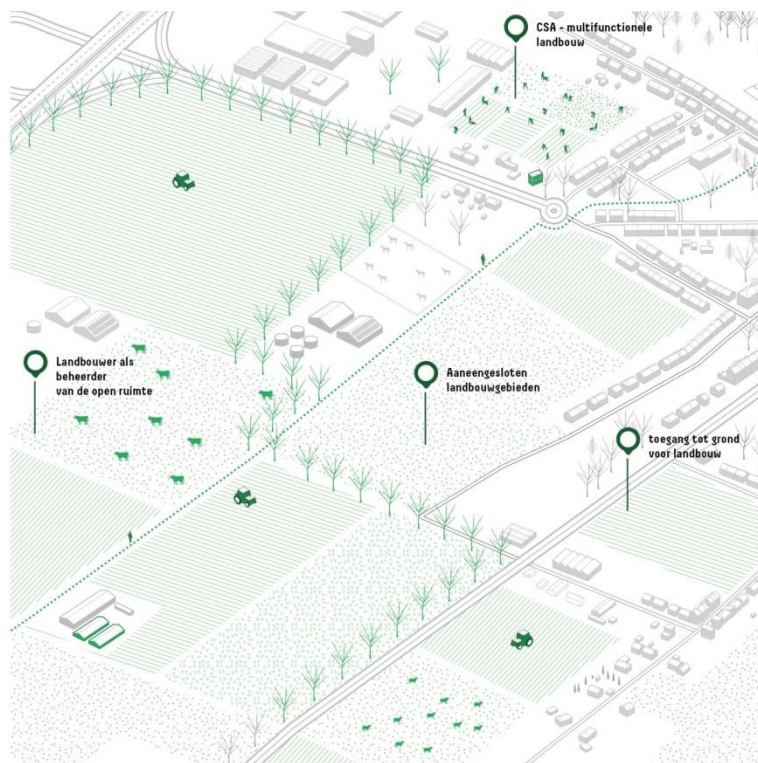 CSA - multifunctionele
landbouw
Landbouwer als
beheerder
van de open ruimte
Aaneengesloten
landbouwgebieden
toegang tot grond
voor landbouw